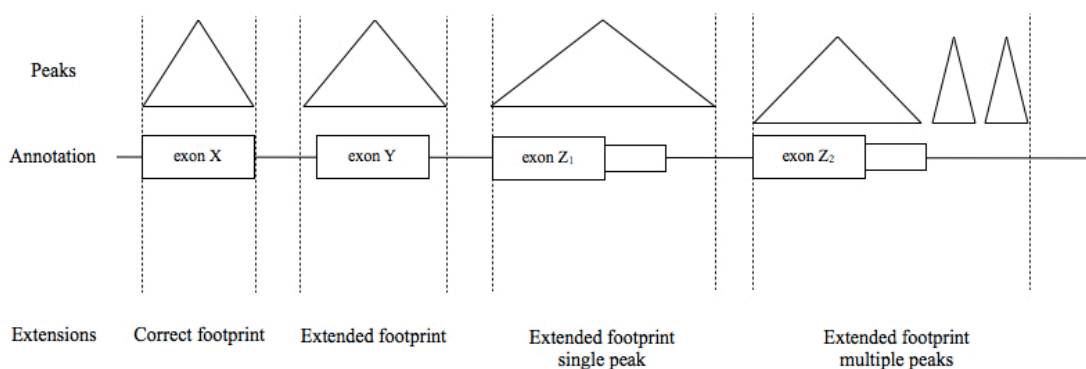 Peaks
Annotation exon X exon Y exon Z₁ exon Z₂
Extensions Correct footprint Extended footprint Extended footprint Extended footprint
single peak multiple peaks